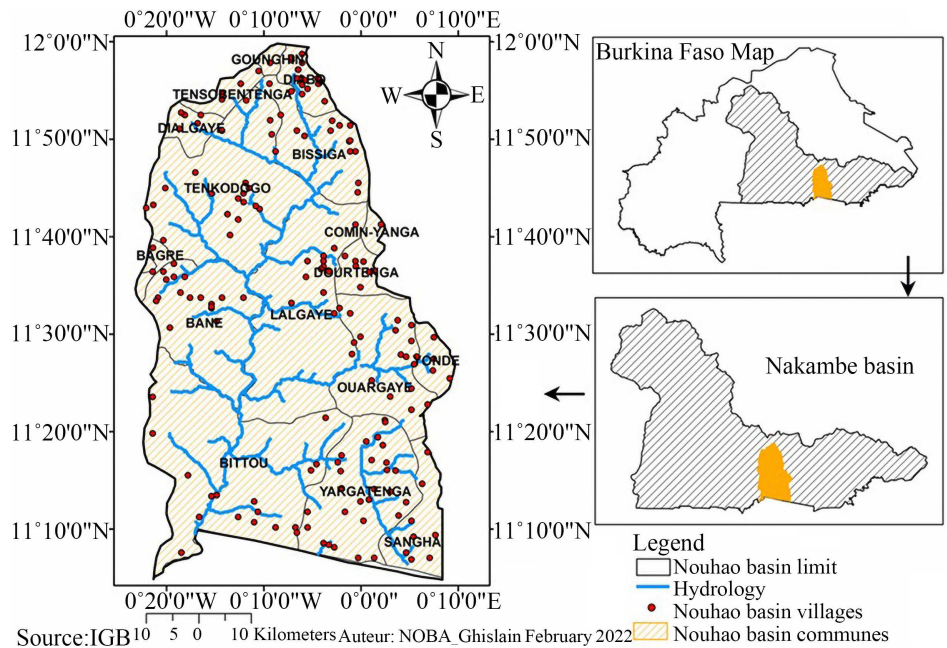 0°20'0"W 0°10'0"W 0°0'0"E 0°10'0"E
12°0'0"N
11°50'0"N
11°40'0"N
11°30'0"N
11°20'0"N
11°10'0"N
N
W E
S
GOUNGHIN
DIABO
TENSOBENTENGA
DIALGAYE
BISSIGA
TENKODOGO
COMIN-YANGA
BAGRE
DOURTENGA
LALGAYE
BANE
YONDE
OUARGAYE
BITTOU
YARGATENGA
SANGHA
12°0'0"N
11°50'0"N
11°40'0"N
11°30'0"N
11°20'0"N
11°10'0"N
0°20'0"W 0°10'0"W 0°0'0"E 0°10'0"E
Burkina Faso Map
Nakambe basin
Legend
Nouhao basin limit
Hydrology
Nouhao basin villages
Nouhao basin communes
Source:IGB 10 5 0 10 Kilometers Auteur: NOBA_Ghislain February 2022